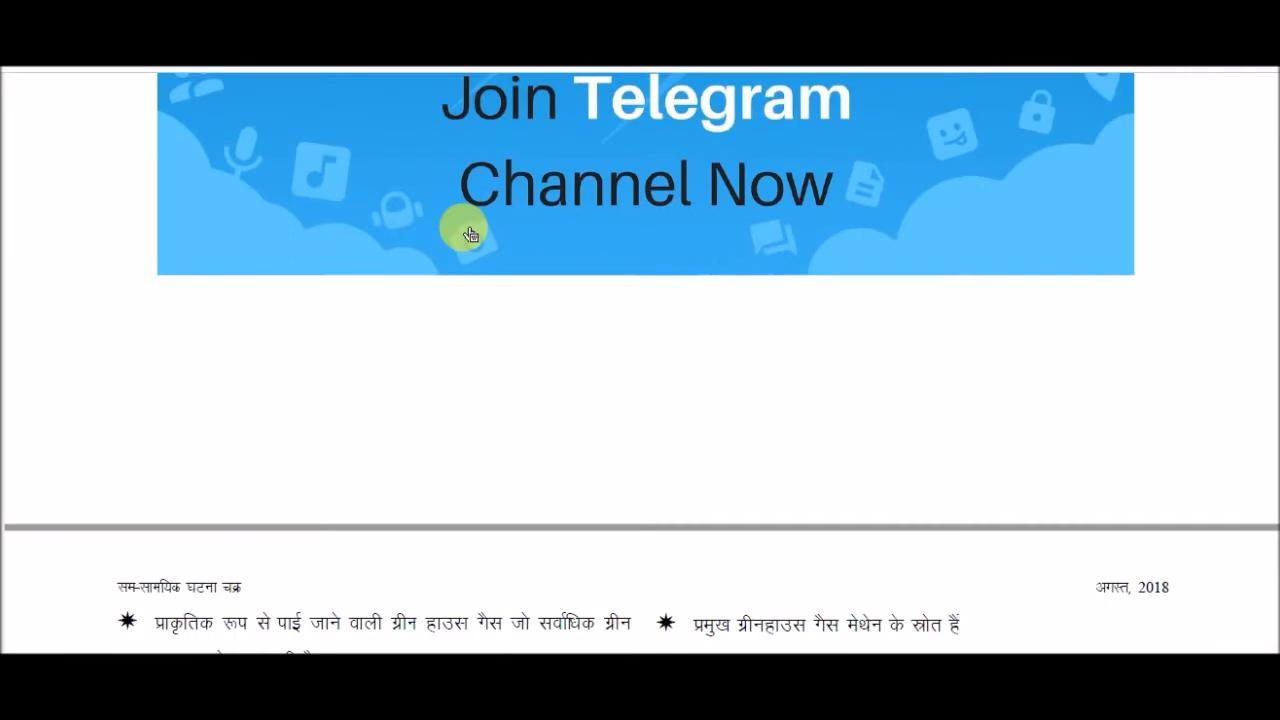 Join Telegram
Channel Now
सम-सामयिक घटना चक्र
अगस्त, 2018
✷ प्राकृतिक रूप से पाई जाने वाली ग्रीन हाउस गैस जो सर्वाधिक ग्रीन
✷ प्रमुख ग्रीनहाउस गैस मेथेन के स्रोत हैं